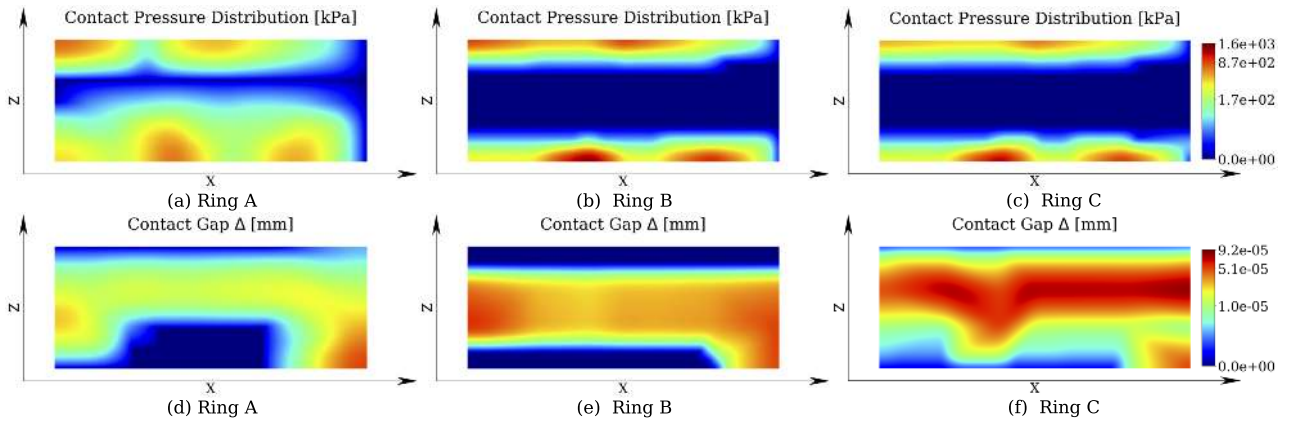 Contact Pressure Distribution [kPa]
Contact Pressure Distribution [kPa]
Contact Pressure Distribution [kPa]
Z
Z
Z
1.6e+03
8.7e+02
1.7e+02
0.0e+00
X
X
X
(a) Ring A
(b) Ring B
(c) Ring C
Contact Gap Δ [mm]
Contact Gap Δ [mm]
Contact Gap Δ [mm]
Z
Z
Z
9.2e-05
5.1e-05
1.0e-05
0.0e+00
X
X
X
(d) Ring A
(e) Ring B
(f) Ring C